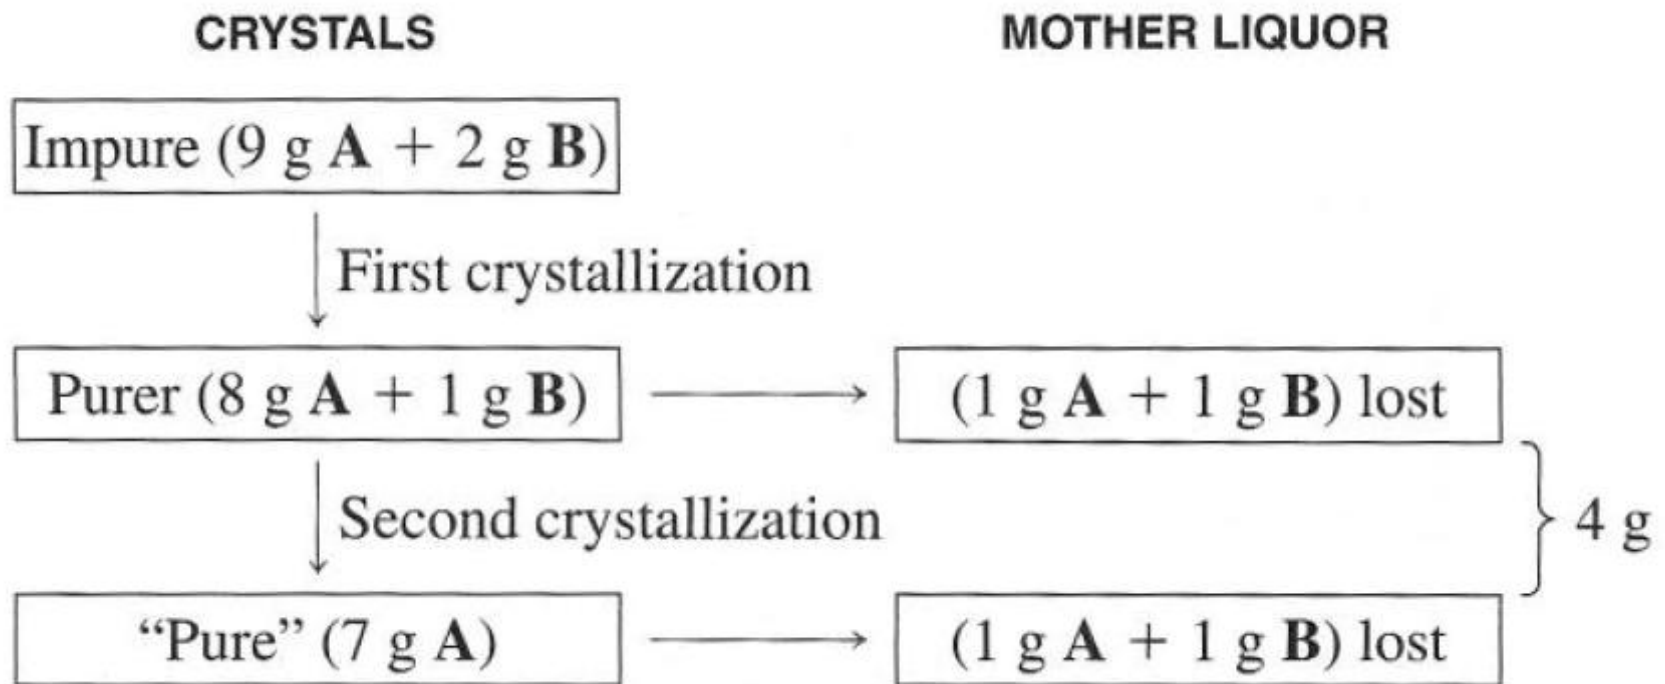 CRYSTALS MOTHER LIQUOR
Impure (9 g A + 2 g B)
First crystallization
Purer (8 g A + 1 g B) (1 g A + 1 g B) lost
Second crystallization 4 g
“Pure” (7 g A) (1 g A + 1 g B) lost